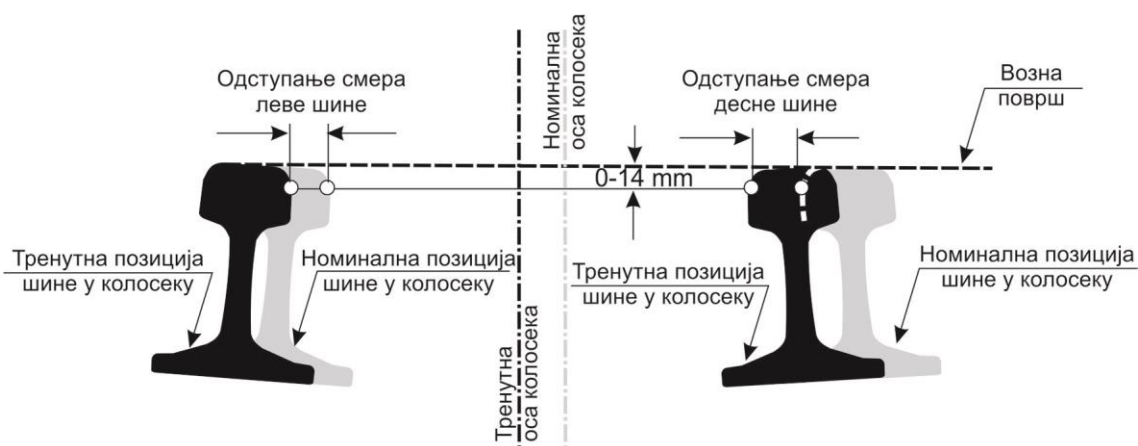 Одступање смера
леве шине
Номинална
оса колосека
Одступање смера
десне шине
Возна
површ
0-14 mm
Тренутна позиција
шине у колосеку
Номинална позиција
шине у колосеку
Тренутна позиција
шине у колосеку
Номинална позиција
шине у колосеку
Тренутна
оса колосека